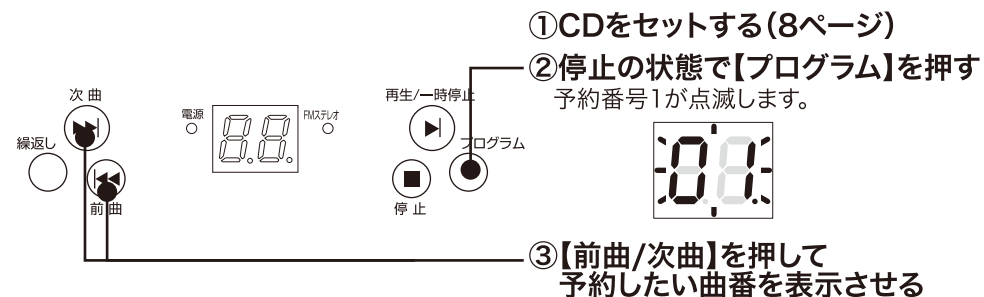 ①CDをセットする（8ページ）
②停止の状態で【プログラム】を押す
予約番号1が点滅します。
次 曲
電源
FMステレオ
再生/一時停止
繰返し
プログラム
前 曲
停 止
01
③【前曲/次曲】を押して
予約したい曲番を表示させる